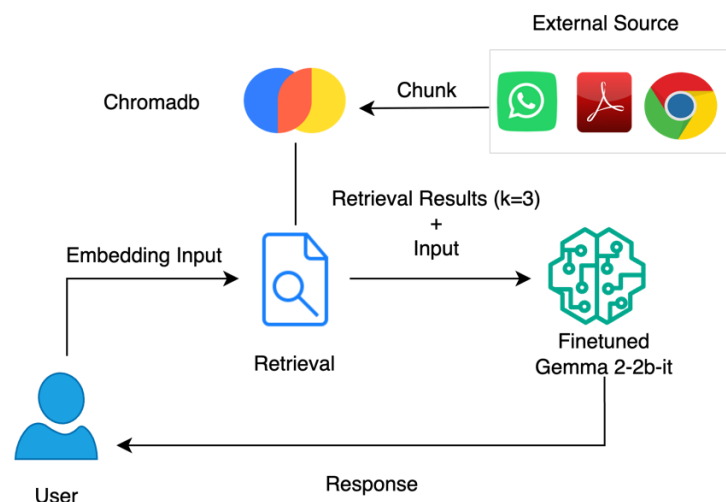 External Source
Chromadb
Chunk
Retrieval Results (k=3)
+
Input
Embedding Input
Retrieval
Finetuned
Gemma 2-2b-it
Response
User